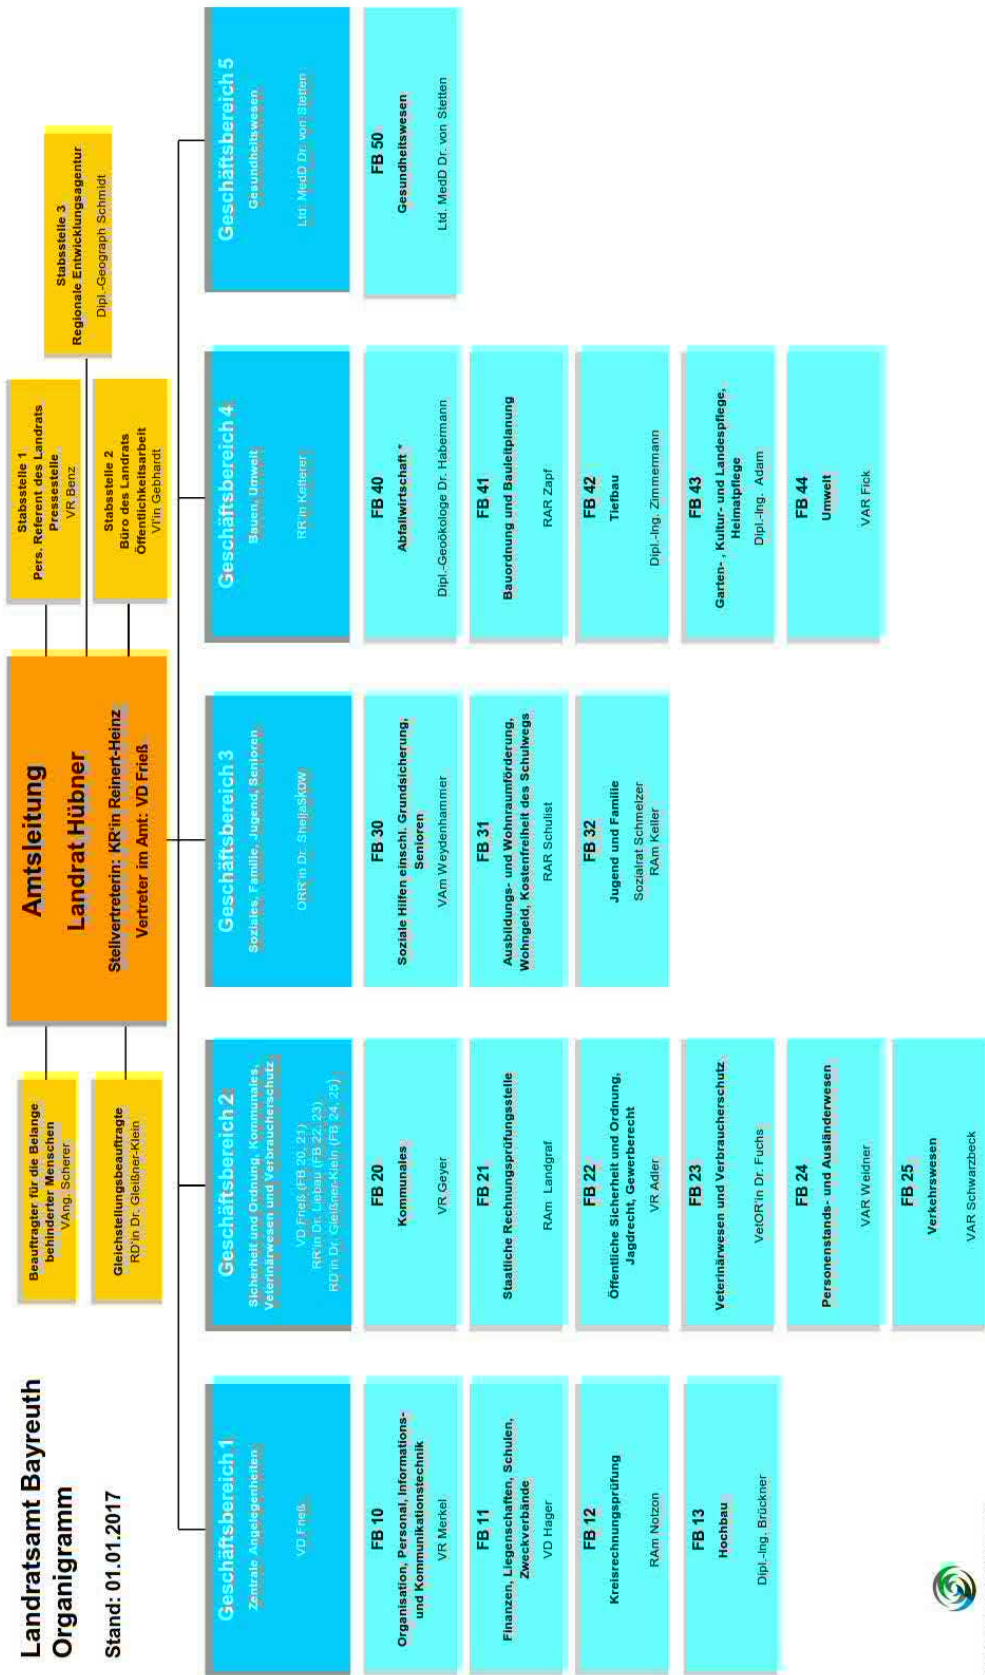 Landratsamt Bayreuth
Organigramm
Stand: 01.01.2017
Amtsleitung
Landrat Hübner
Stellvertreterin: KR'in Reinert-Heinz
Vertreter im Amt: VD Frieß
Beauftragter für die Belange
behinderter Menschen
VAng. Scherer
Gleichstellungsbeauftragte
RD'in Dr. Gleißner-Klein
Stabsstelle 1
Pers. Referent des Landrats
Pressestelle
VR Benz
Stabsstelle 2
Büro des Landrats
Öffentlichkeitsarbeit
VI'in Gebhardt
Stabsstelle 3
Regionale Entwicklungsagentur
Dipl.-Geograph Schmidt
Geschäftsbereich 1
Zentrale Angelegenheiten
VD Frieß
FB 10
Organisation, Personal, Informations-
und Kommunikationstechnik
VR Merkel
FB 11
Finanzen, Liegenschaften, Schulen,
Zweckverbände
VD Hager
FB 12
Kreisrechnungsprüfung
RAm Notzon
FB 13
Hochbau
Dipl.-Ing. Brückner
Geschäftsbereich 2
Sicherheit und Ordnung, Kommunales,
Veterinärwesen und Verbraucherschutz
VD Frieß (FB 20, 21)
RR'in Dr. Linbau (FB 22, 23)
RD'in Dr. Gleißner-Klein (FB 24, 25)
FB 20
Kommunales
VR Geyer
FB 21
Staatliche Rechnungsprüfungsstelle
RAm Landgraf
FB 22
Öffentliche Sicherheit und Ordnung,
Jagdrecht, Gewerberecht
VR Adler
FB 23
Veterinärwesen und Verbraucherschutz
VetOR'in Dr. Fuchs
FB 24
Personenstands- und Ausländerwesen
VAR Weidner
FB 25
Verkehrswesen
VAR Schwarzbeck
Geschäftsbereich 3
Soziales, Familie, Jugend, Senioren
ORR'in Dr. Sheljaskow
FB 30
Soziale Hilfen einschl. Grundsicherung,
Senioren
VAm Weydenhammer
FB 31
Ausbildungs- und Wohnraumförderung,
Wohngeld, Kostenfreiheit des Schulwegs
RAR Schulist
FB 32
Jugend und Familie
Sozialrat Schmelzer
RAm Keller
Geschäftsbereich 4
Bauen, Umwelt
RR'in Ketterer
FB 40
Abfallwirtschaft *
Dipl.-Geoökologe Dr. Habermann
FB 41
Bauordnung und Bauleitplanung
RAR Zapf
FB 42
Tiefbau
Dipl.-Ing. Zimmermann
FB 43
Garten- , Kultur- und Landespflege,
Heimatpflege
Dipl.-Ing. Adam
FB 44
Umwelt
VAR Fick
Geschäftsbereich 5
Gesundheitswesen
Ltd. MedD Dr. von Stetten
FB 50
Gesundheitswesen
Ltd. MedD Dr. von Stetten